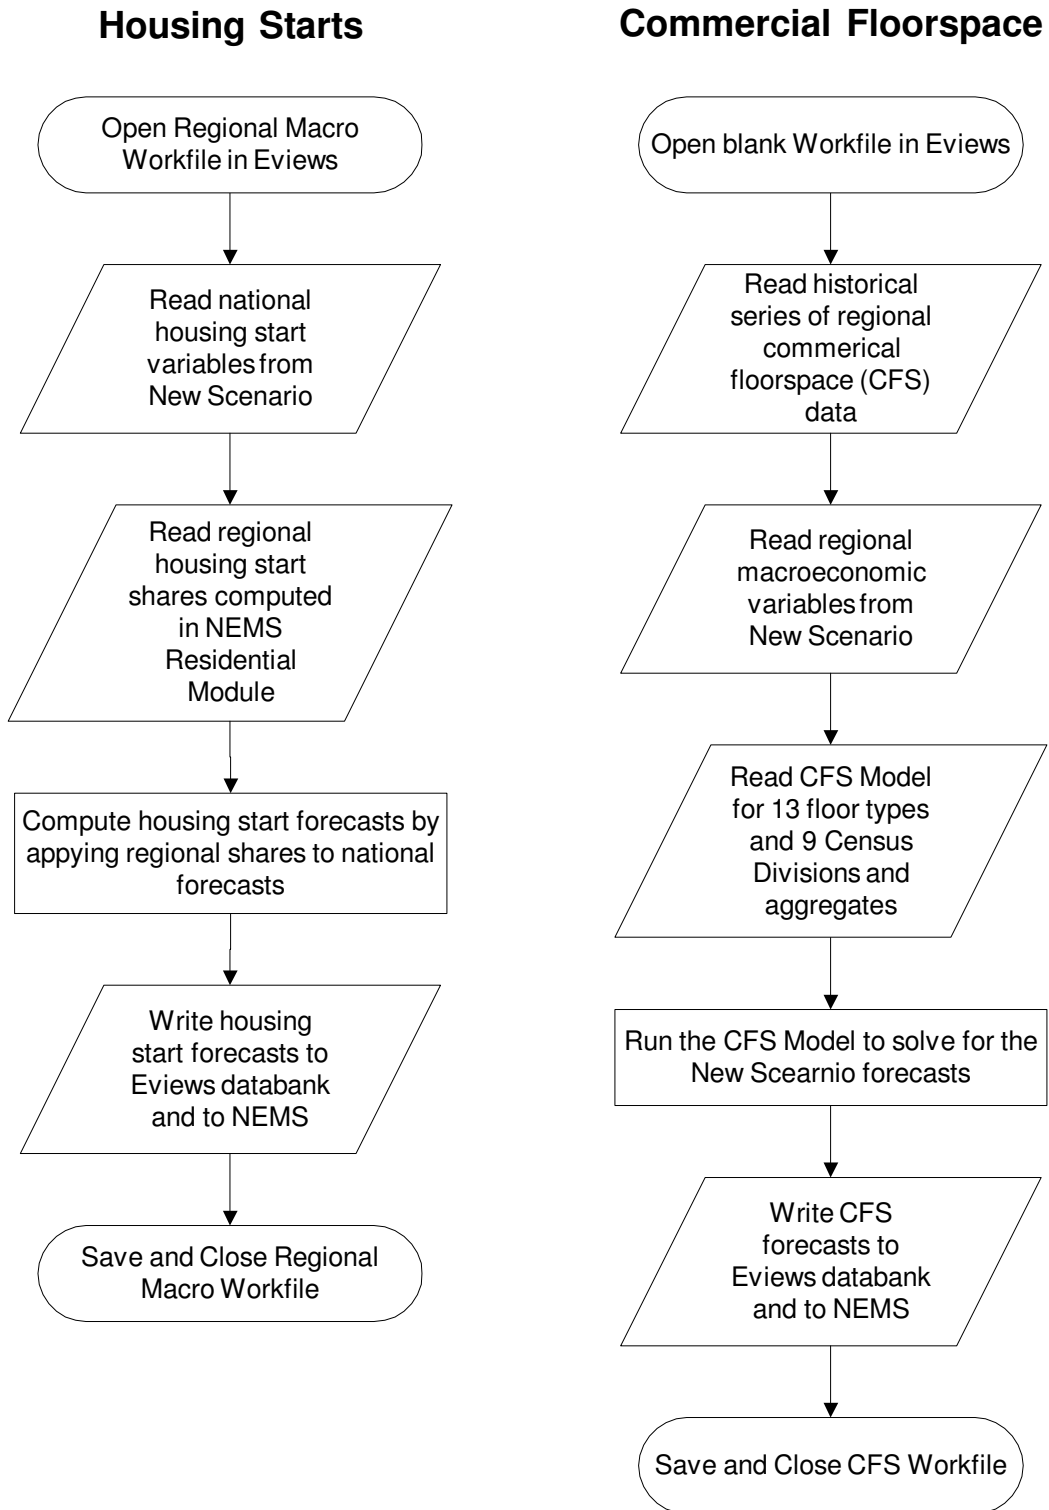 Housing Starts
Open Regional Macro
Workfile in Eviews
Read national
housing start
variables from
New Scenario
Read regional
housing start
shares computed
in NEMS
Residential
Module
Compute housing start forecasts by
appying regional shares to national
forecasts
Write housing
start forecasts to
Eviews databank
and to NEMS
Save and Close Regional
Macro Workfile
Commercial Floorspace
Open blank Workfile in Eviews
Read historical
series of regional
commerical
floorspace (CFS)
data
Read regional
macroeconomic
variables from
New Scenario
Read CFS Model
for 13 floor types
and 9 Census
Divisions and
aggregates
Run the CFS Model to solve for the
New Scearnio forecasts
Write CFS
forecasts to
Eviews databank
and to NEMS
Save and Close CFS Workfile